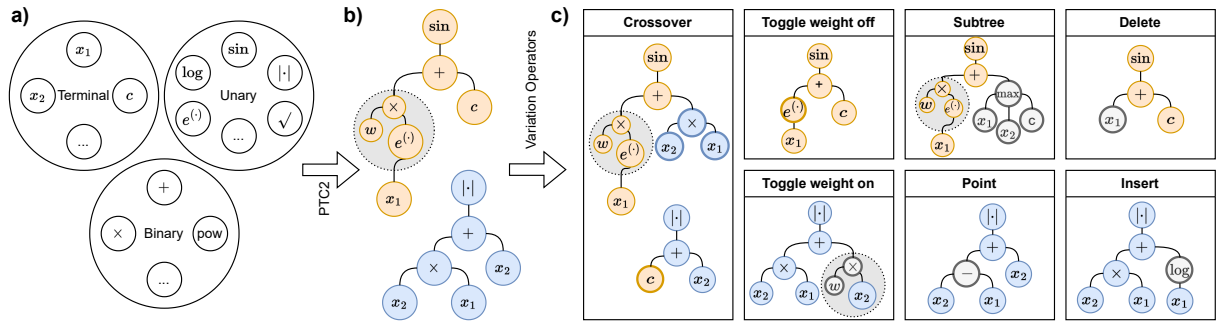 a)
x₁
x₂ Terminal c
...
sin
log |·|
Unary
e⁽·⁾ √
...
+
× Binary pow
...
PTC2
b)
sin
+
×
c
w
e⁽·⁾
x₁
|·|
+
×
x₂
x₂ x₁
Variation Operators
c)
Crossover
sin
+
× ×
w e⁽·⁾ x₂ x₁
x₁
|·|
+
c x₂
Toggle weight off
sin
+
e⁽·⁾ c
x₁
Subtree
sin
+
× max
w e⁽·⁾ x₁ x₂ c
x₁
Delete
sin
+
x₁ c
Toggle weight on
|·|
+
× ×
x₂ x₁ w x₂
Point
|·|
+
− x₂
x₂ x₁
Insert
|·|
+
× log
x₂ x₁ x₁